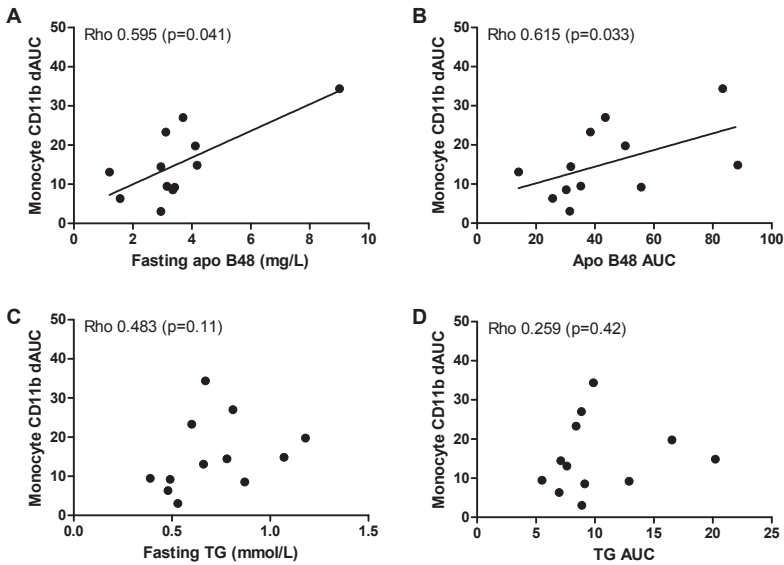 A
Rho 0.595 (p=0.041)
Monocyte CD11b dAUC
50
40
30
20
10
0
0 2 4 6 8 10
Fasting apo B48 (mg/L)
B
Rho 0.615 (p=0.033)
Monocyte CD11b dAUC
50
40
30
20
10
0
0 20 40 60 80 100
Apo B48 AUC
C
Rho 0.483 (p=0.11)
Monocyte CD11b dAUC
50
40
30
20
10
0
0.0 0.5 1.0 1.5
Fasting TG (mmol/L)
D
Rho 0.259 (p=0.42)
Monocyte CD11b dAUC
50
40
30
20
10
0
0 5 10 15 20 25
TG AUC